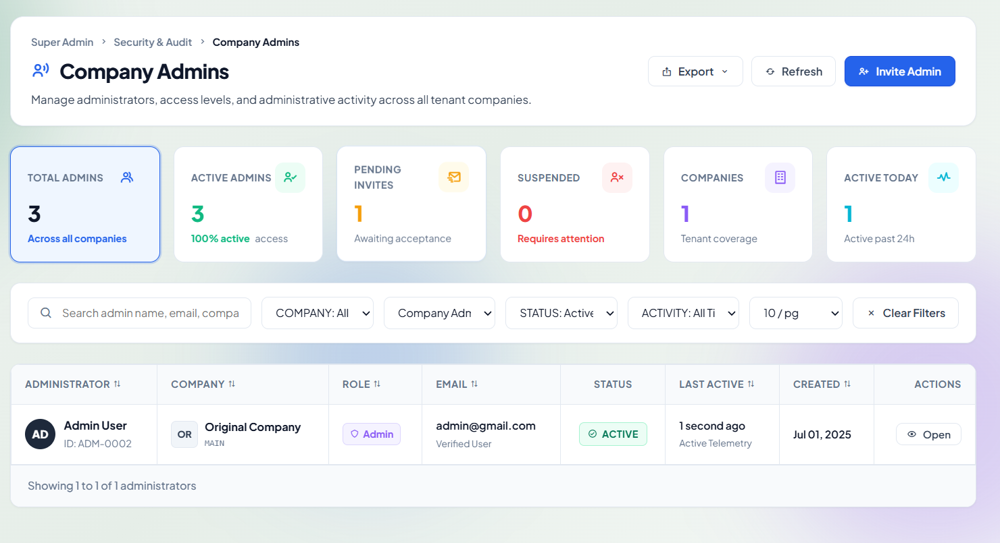 Super Admin > Security & Audit > Company Admins
Company Admins
Export
Refresh
Invite Admin
Manage administrators, access levels, and administrative activity across all tenant companies.
TOTAL ADMINS
3
Across all companies
ACTIVE ADMINS
3
100% active access
PENDING
INVITES
1
Awaiting acceptance
SUSPENDED
0
Requires attention
COMPANIES
1
Tenant coverage
ACTIVE TODAY
1
Active past 24h
Search admin name, email, compa
COMPANY: All
Company Adm
STATUS: Active
ACTIVITY: All Ti
10 / pg
× Clear Filters
ADMINISTRATOR COMPANY ROLE EMAIL STATUS LAST ACTIVE CREATED ACTIONS
AD
Admin User
ID: ADM-0002
OR
Original Company
MAIN
Admin
admin@gmail.com
Verified User
ACTIVE
1 second ago
Active Telemetry
Jul 01, 2025
Open
Showing 1 to 1 of 1 administrators